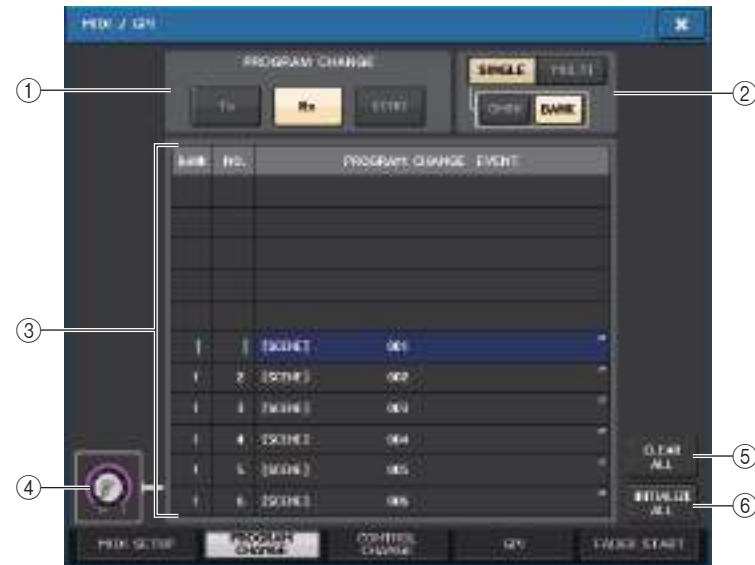 MIDI / GPI
PROGRAM CHANGE
Tx
Rx
ECHO
SINGLE
MULTI
OMNI
BANK
BANK NO. PROGRAM CHANGE EVENT
1 1 [SCENE] 001
1 2 [SCENE] 002
1 3 [SCENE] 003
1 4 [SCENE] 004
1 5 [SCENE] 005
1 6 [SCENE] 006
CLEAR
ALL
INITIALIZE
ALL
MIDI SETUP
PROGRAM
CHANGE
CONTROL
CHANGE
GPI
FADER START
①
②
③
④
⑤
⑥